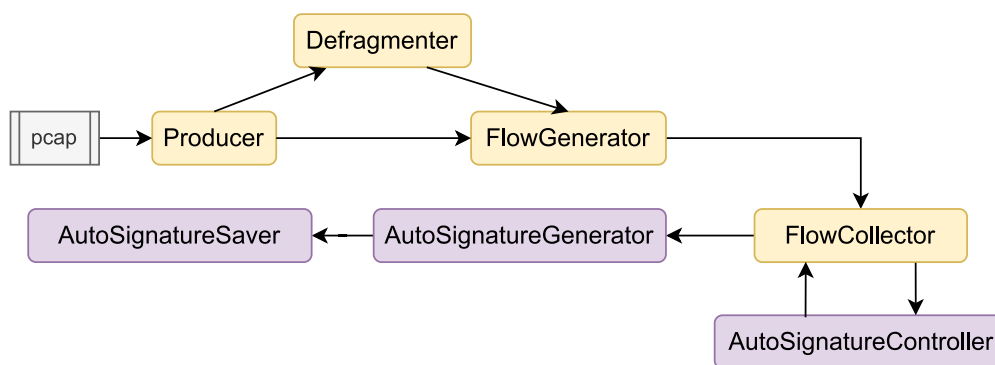 Defragmenter
pcap
Producer
FlowGenerator
AutoSignatureSaver
AutoSignatureGenerator
FlowCollector
AutoSignatureController